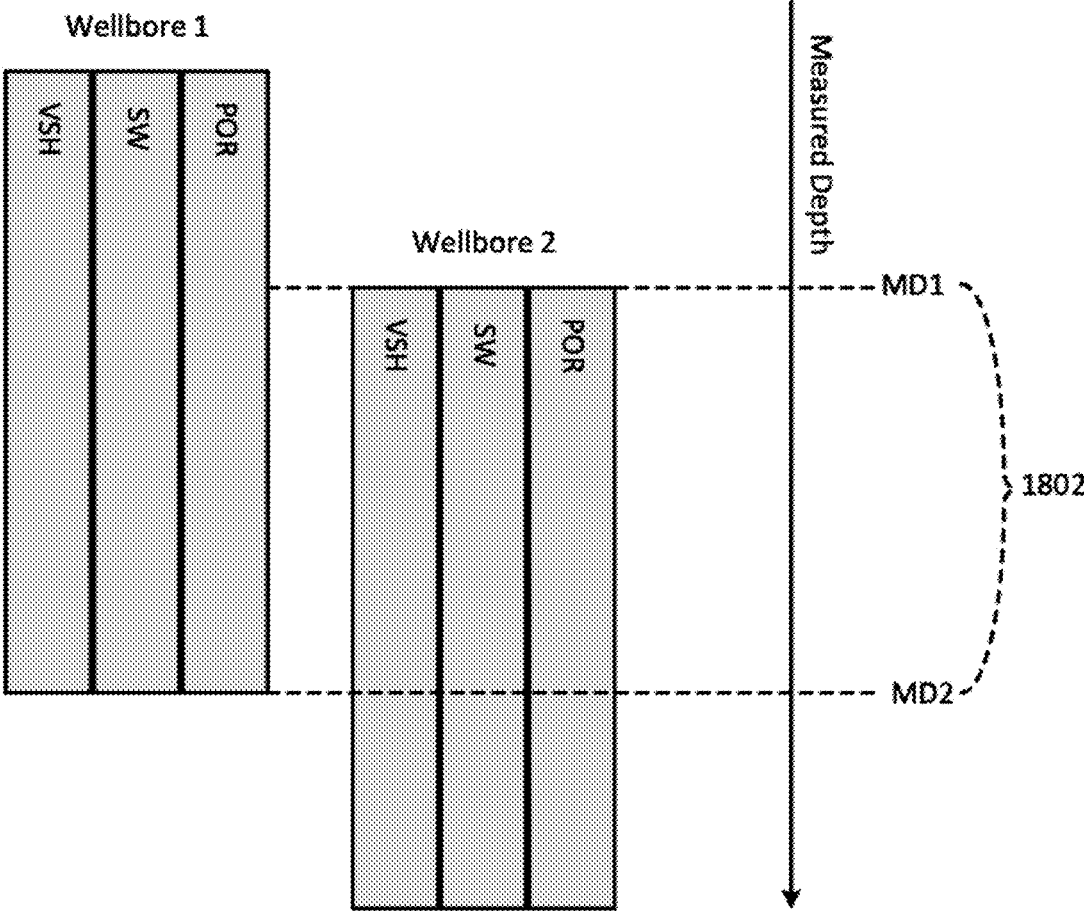 Wellbore 1
VSH
SW
POR
Measured Depth
Wellbore 2
VSH
SW
POR
MD1
1802
MD2